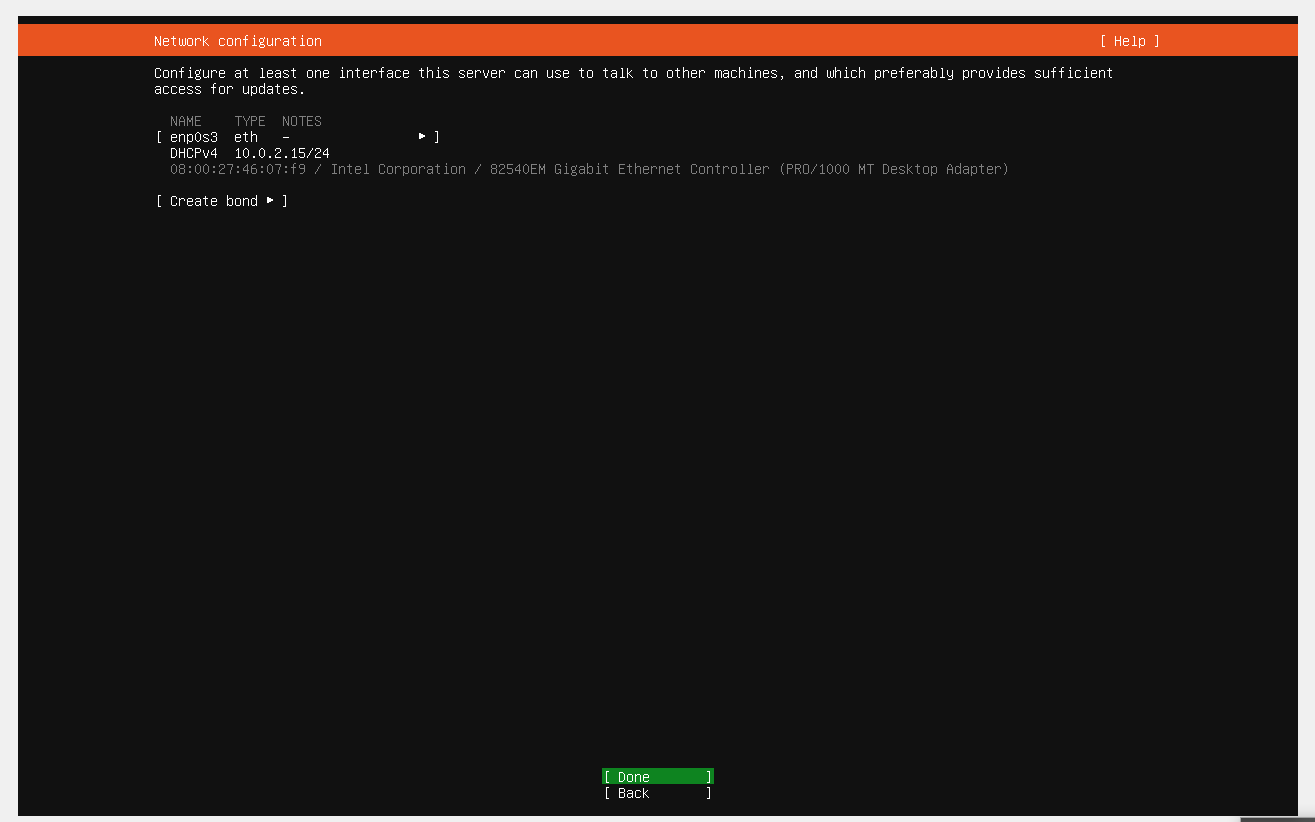 Network configuration [ Help ]
Configure at least one interface this server can use to talk to other machines, and which preferably provides sufficient
access for updates.
NAME TYPE NOTES
[ enp0s3 eth – ▸ ]
DHCPv4 10.0.2.15/24
08:00:27:46:07:f9 / Intel Corporation / 82540EM Gigabit Ethernet Controller (PRO/1000 MT Desktop Adapter)
[ Create bond ▸ ]
[ Done ]
[ Back ]